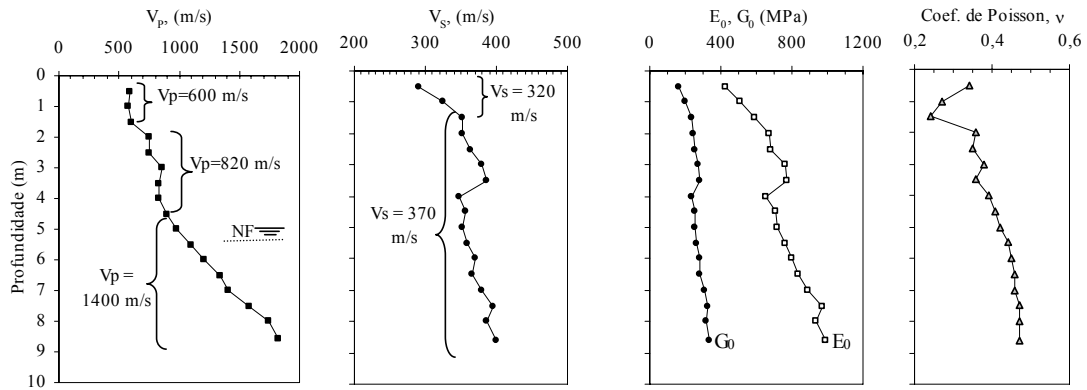 V_P, (m/s)
0 500 1000 1500 2000
Profundidade (m)
0
1
2
3
4
5
6
7
8
9
10
Vp=600 m/s
Vp=820 m/s
NF
Vp =
1400 m/s
V_S, (m/s)
200 300 400 500
Vs = 320
m/s
Vs = 370
m/s
E_0, G_0 (MPa)
0 400 800 1200
G_0
E_0
Coef. de Poisson, ν
0,2 0,4 0,6